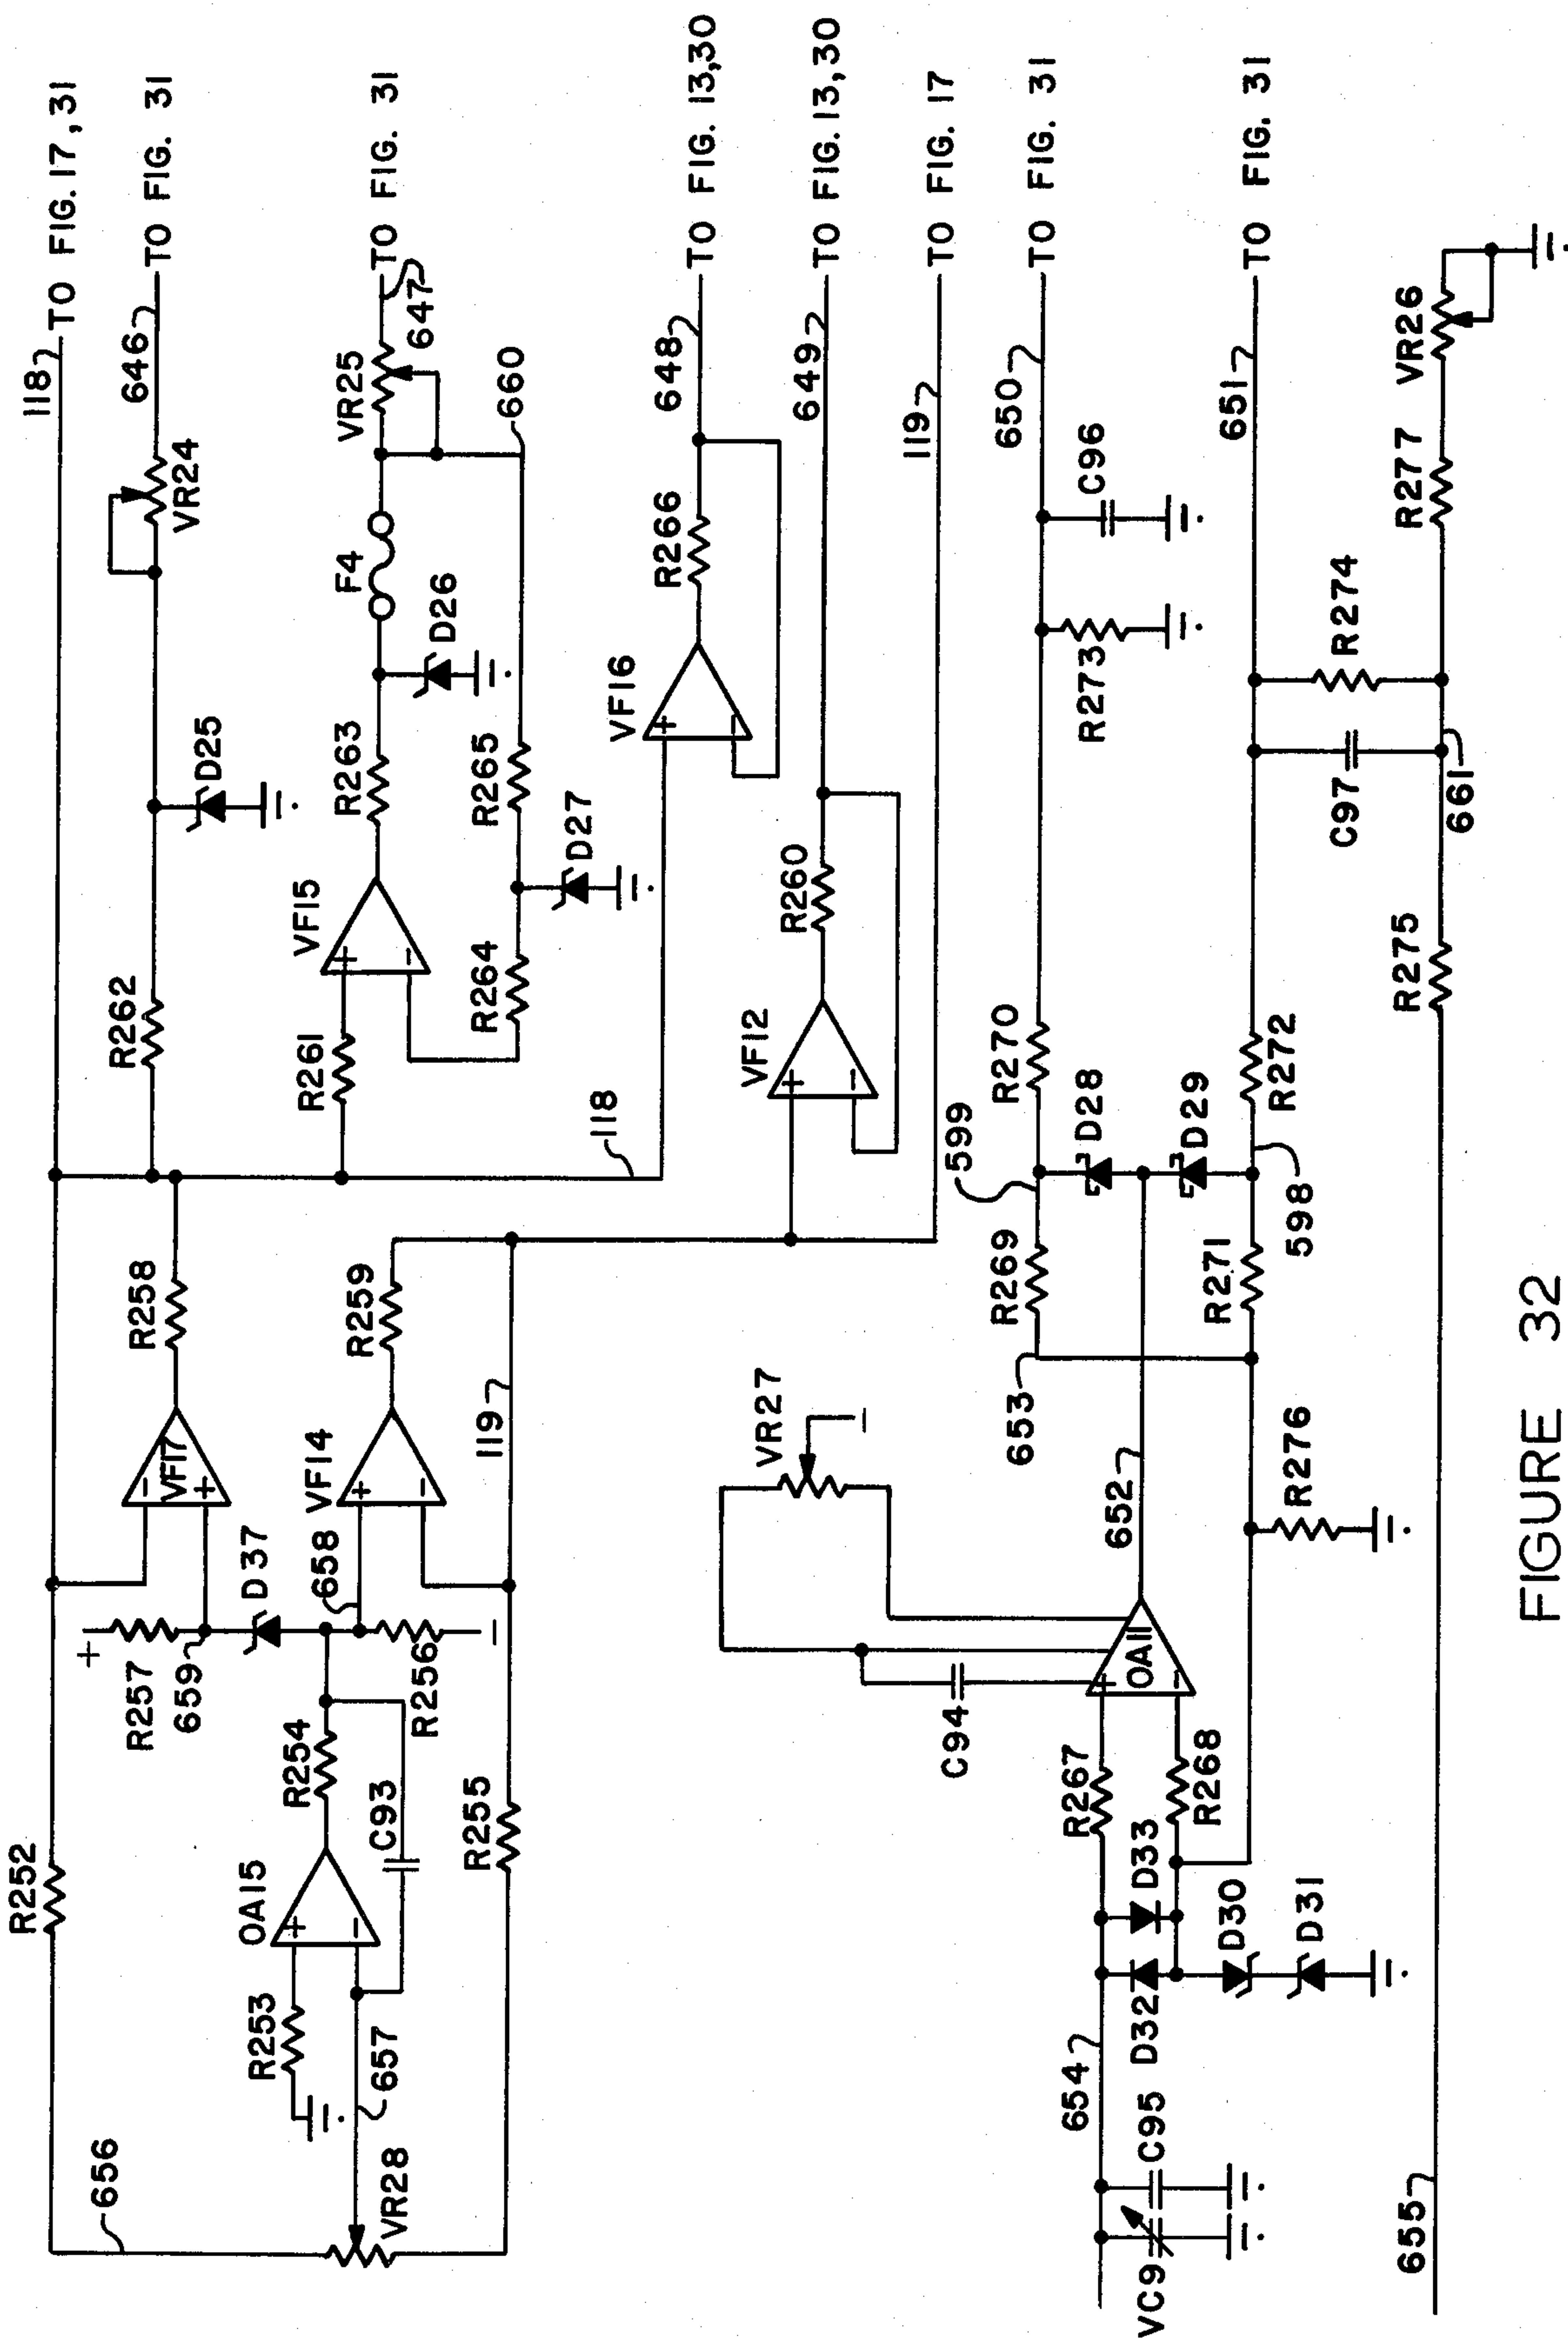 118
TO FIG. 17,31
646
TO FIG. 31
VR24
R262
D25
R252
R258
VF17
-
+
+
R257
659
D37
647
TO FIG. 31
VR25
660
F4
D26
R263
VF15
+
-
R261
R265
D27
R264
118
656
VR28
657
R253
OA15
+
-
R254
C93
658
VF14
+
-
R256
-
R259
119
R255
648
TO FIG. 13,30
R266
VF16
+
-
649
TO FIG. 13,30
R260
VF12
+
-
119
TO FIG. 17
650
TO FIG. 31
C96
R273
R270
599
D28
D29
R269
653
VR27
-
652
C94
OA11
+
-
R267
R268
D33
D32
D30
D31
654
C95
VC9
651
TO FIG. 31
R274
C97
661
R272
598
R271
R276
VR26
R277
R275
655
FIGURE 32